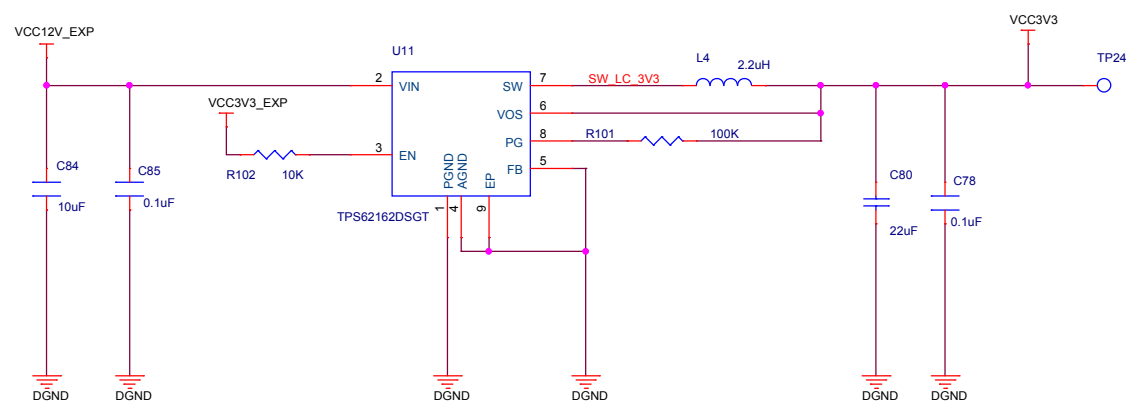 VCC12V_EXP
VCC3V3
U11
L4
2.2uH
TP24
2
VIN
SW
7
SW_LC_3V3
VCC3V3_EXP
VOS
6
3
EN
PG
8
R101
100K
R102
10K
FB
5
PGND
AGND
EP
C84
C85
C80
C78
10uF
0.1uF
22uF
0.1uF
1
4
9
TPS62162DSGT
DGND
DGND
DGND
DGND
DGND
DGND